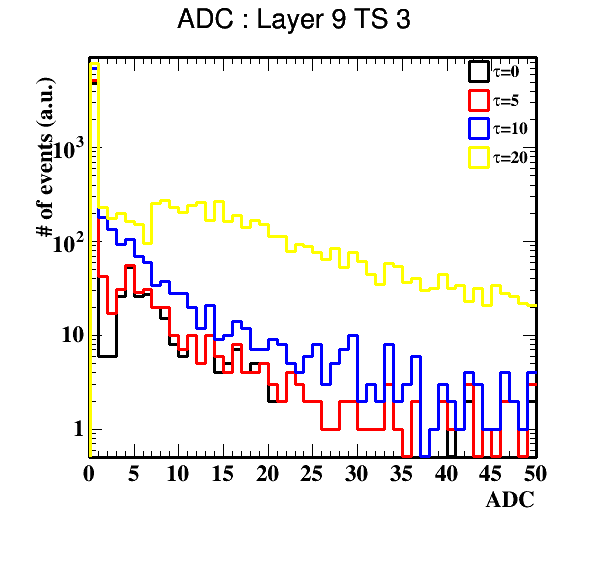 ADC : Layer 9 TS 3
# of events (a.u.)
10³
10²
10
1
τ=0
τ=5
τ=10
τ=20
0 5 10 15 20 25 30 35 40 45 50
ADC